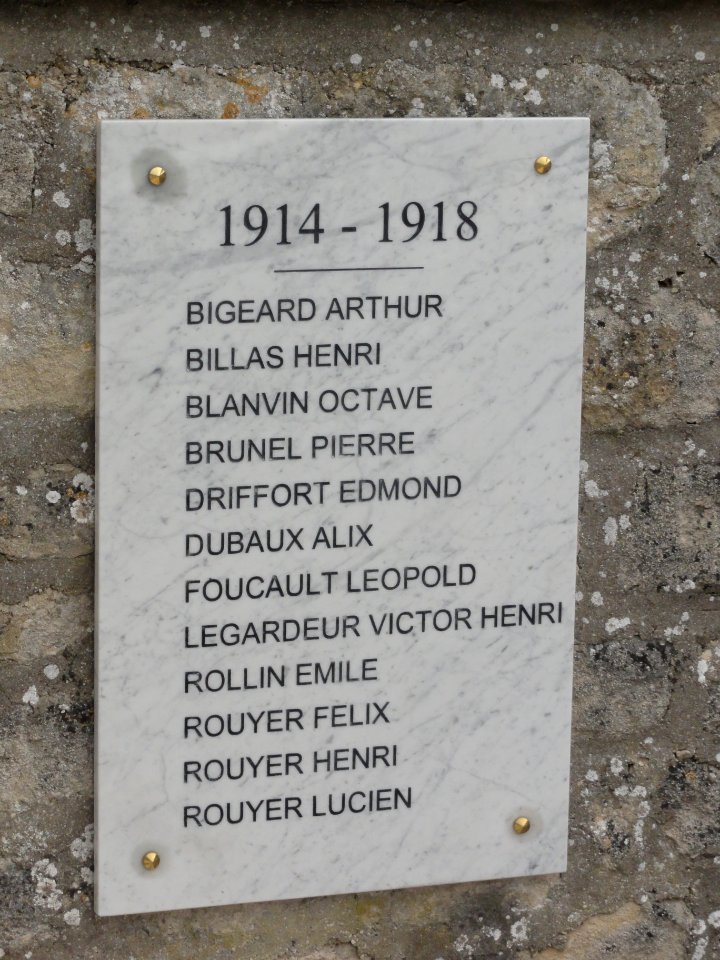 1914 - 1918
BIGEARD ARTHUR
BILLAS HENRI
BLANVIN OCTAVE
BRUNEL PIERRE
DRIFFORT EDMOND
DUBAUX ALIX
FOUCAULT LEOPOLD
LEGARDEUR VICTOR HENRI
ROLLIN EMILE
ROUYER FELIX
ROUYER HENRI
ROUYER LUCIEN